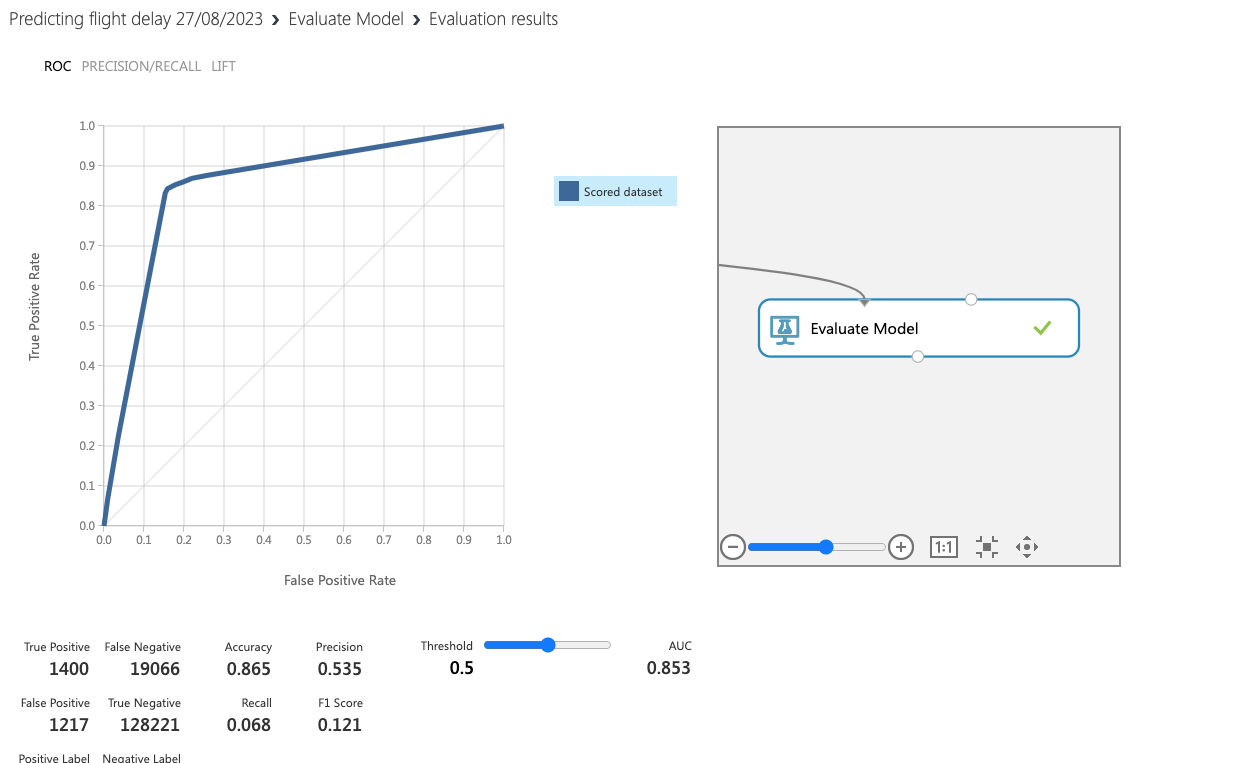 Predicting flight delay 27/08/2023 › Evaluate Model › Evaluation results
ROC PRECISION/RECALL LIFT
True Positive Rate
1.0
0.9
0.8
0.7
0.6
0.5
0.4
0.3
0.2
0.1
0.0
0.0 0.1 0.2 0.3 0.4 0.5 0.6 0.7 0.8 0.9 1.0
False Positive Rate
Scored dataset
Evaluate Model
1:1
True Positive False Negative Accuracy Precision Threshold AUC
1400 19066 0.865 0.535 0.5 0.853
False Positive True Negative Recall F1 Score
1217 128221 0.068 0.121
Positive Label Negative Label